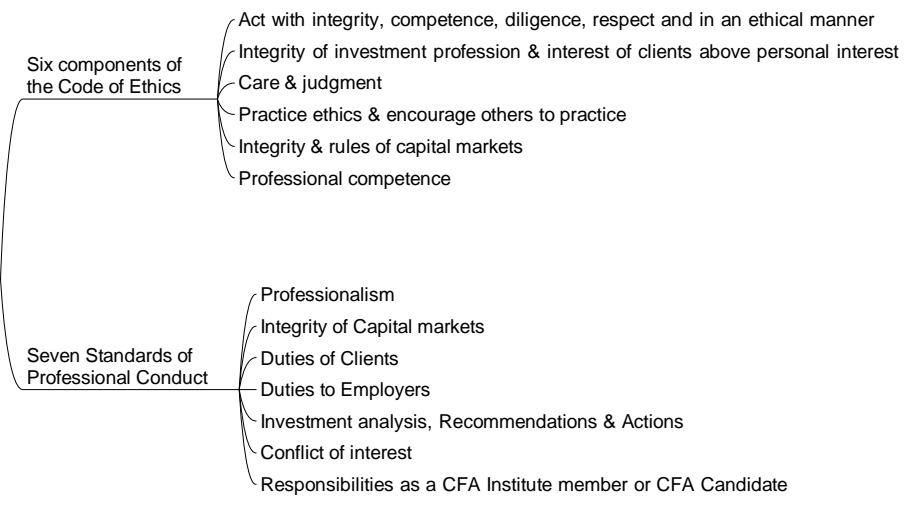 Act with integrity, competence, diligence, respect and in an ethical manner
Integrity of investment profession & interest of clients above personal interest
Six components of
the Code of Ethics
Care & judgment
Practice ethics & encourage others to practice
Integrity & rules of capital markets
Professional competence
Professionalism
Integrity of Capital markets
Seven Standards of
Professional Conduct
Duties of Clients
Duties to Employers
Investment analysis, Recommendations & Actions
Conflict of interest
Responsibilities as a CFA Institute member or CFA Candidate